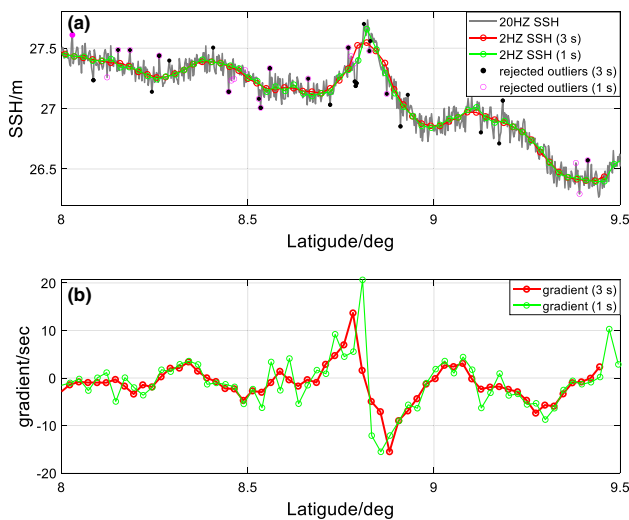 (a)
20HZ SSH
2HZ SSH (3 s)
2HZ SSH (1 s)
rejected outliers (3 s)
rejected outliers (1 s)
SSH/m
27.5
27
26.5
8
8.5
9
9.5
Latigude/deg
(b)
gradient (3 s)
gradient (1 s)
gradient/sec
20
10
0
-10
-20
8
8.5
9
9.5
Latigude/deg